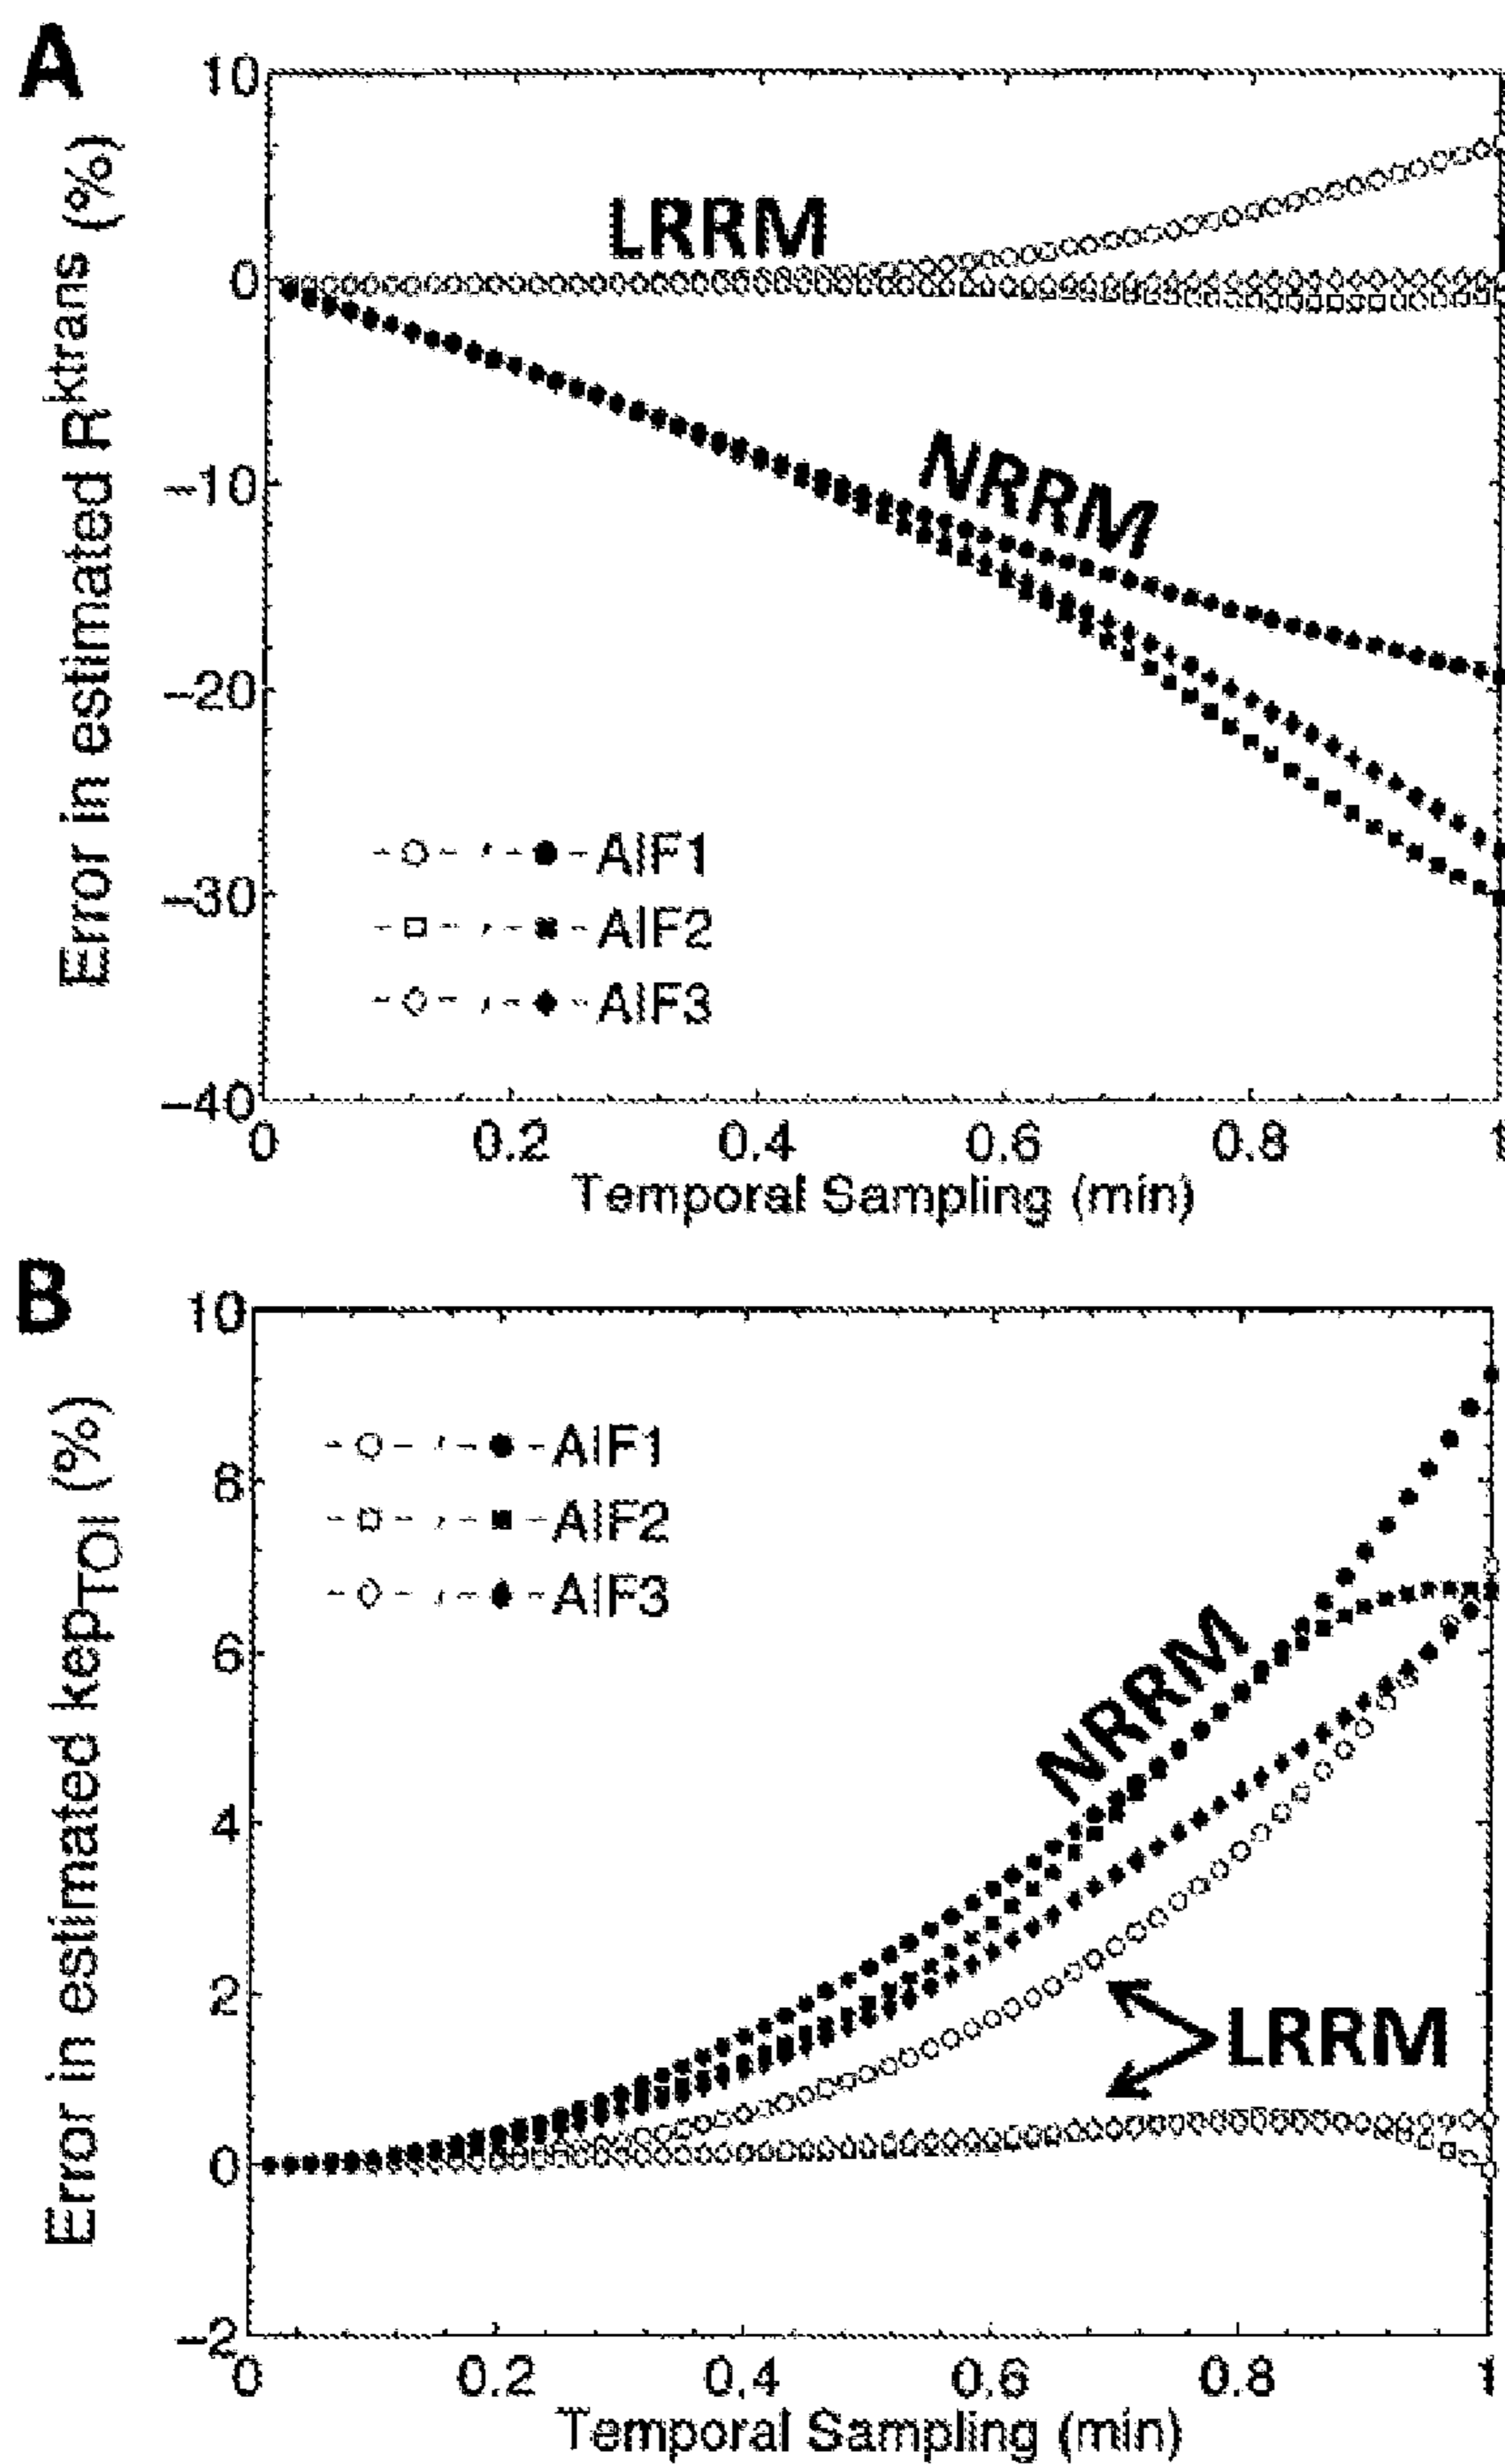 A
Error in estimated R^ktrans (%)
10
0
-10
-20
-30
-40
LRRM
NRRM
AIF1
AIF2
AIF3
0 0.2 0.4 0.6 0.8 1
Temporal Sampling (min)
B
Error in estimated kep_TOI (%)
10
8
6
4
2
0
-2
AIF1
AIF2
AIF3
NRRM
LRRM
0 0.2 0.4 0.6 0.8 1
Temporal Sampling (min)